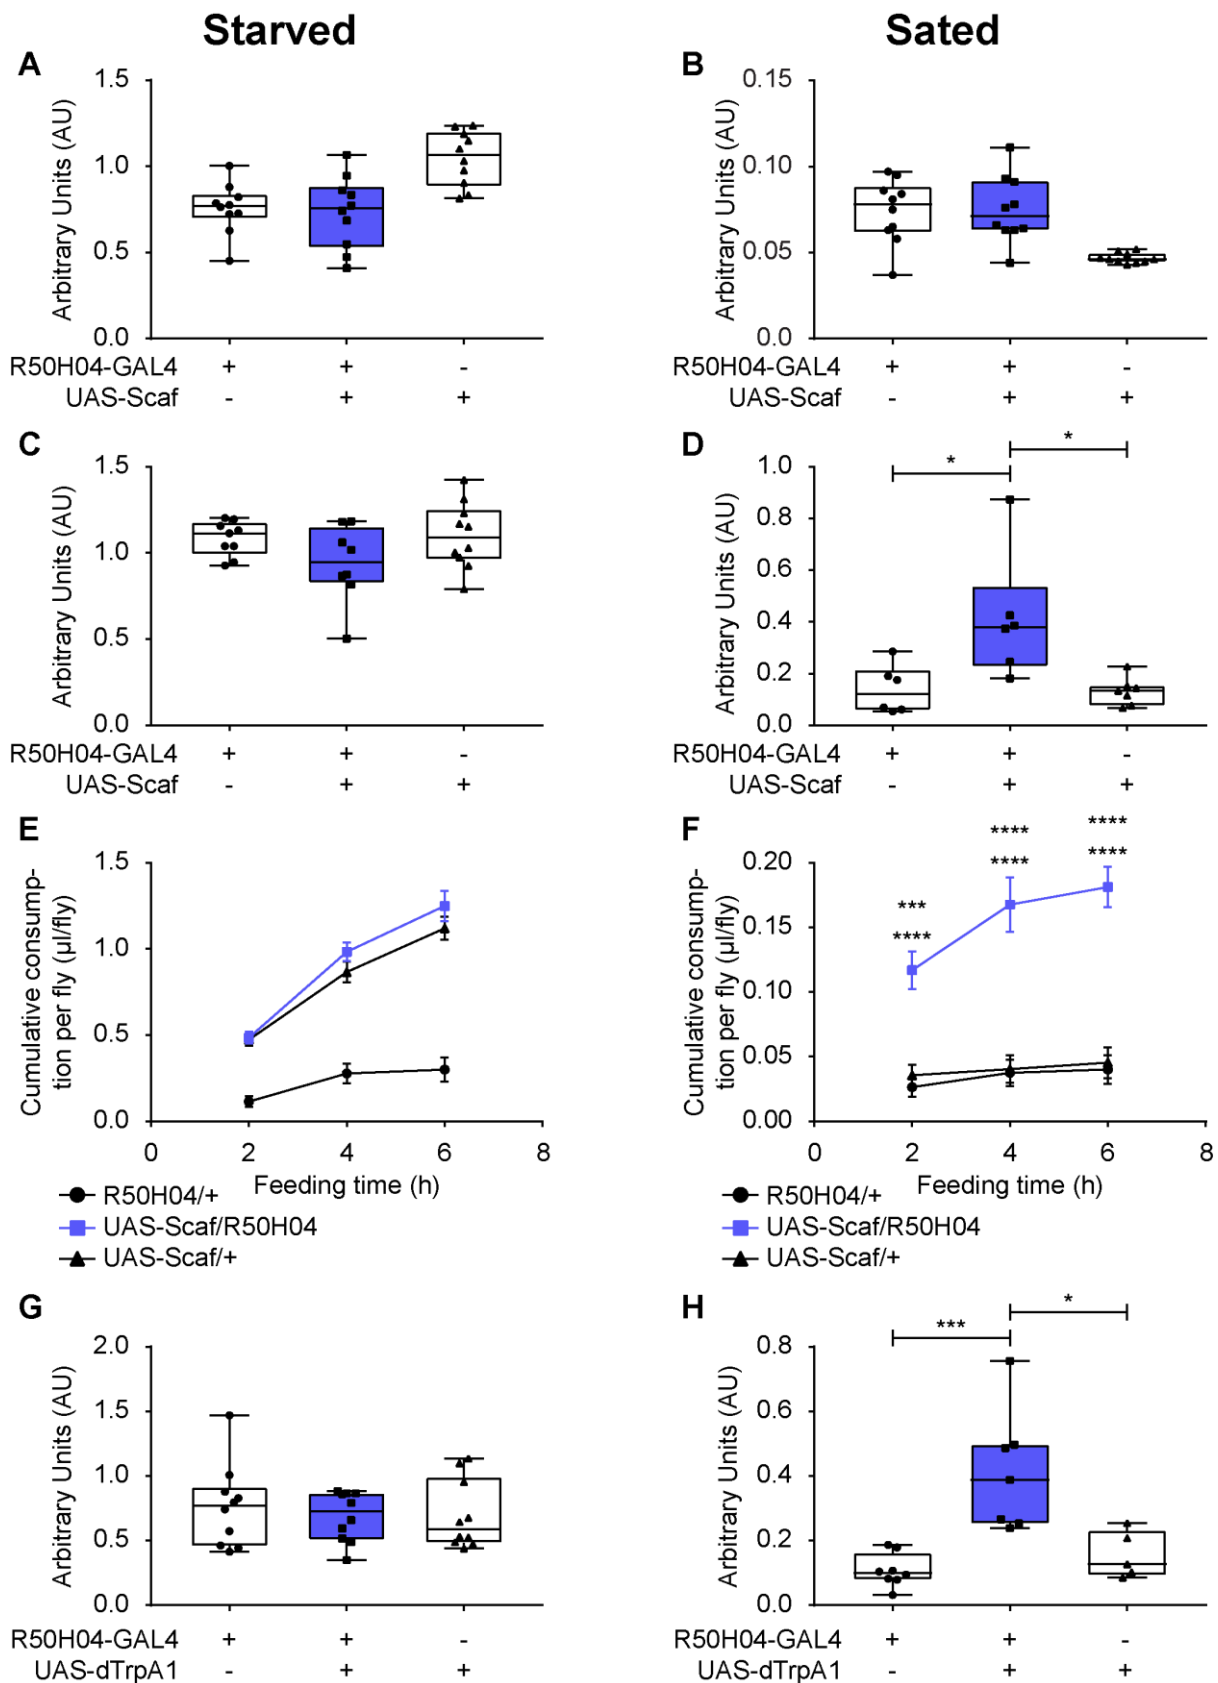 Starved
Sated
A
Arbitrary Units (AU)
1.5
1.0
0.5
0.0
R50H04-GAL4 + + -
UAS-Scaf - + +
B
Arbitrary Units (AU)
0.15
0.10
0.05
0.0
R50H04-GAL4 + + -
UAS-Scaf - + +
C
Arbitrary Units (AU)
1.5
1.0
0.5
0.0
R50H04-GAL4 + + -
UAS-Scaf - + +
D
Arbitrary Units (AU)
1.0
0.8
0.6
0.4
0.2
0.0
*
*
R50H04-GAL4 + + -
UAS-Scaf - + +
E
Cumulative consump-
tion per fly (µl/fly)
1.5
1.0
0.5
0.0
0 2 4 6 8
Feeding time (h)
R50H04/+
UAS-Scaf/R50H04
UAS-Scaf/+
F
Cumulative consump-
tion per fly (µl/fly)
0.20
0.15
0.10
0.05
0.00
*** **** ****
**** **** ****
0 2 4 6 8
Feeding time (h)
R50H04/+
UAS-Scaf/R50H04
UAS-Scaf/+
G
Arbitrary Units (AU)
2.0
1.5
1.0
0.5
0.0
R50H04-GAL4 + + -
UAS-dTrpA1 - + +
H
Arbitrary Units (AU)
0.8
0.6
0.4
0.2
0.0
***
*
R50H04-GAL4 + + -
UAS-dTrpA1 - + +